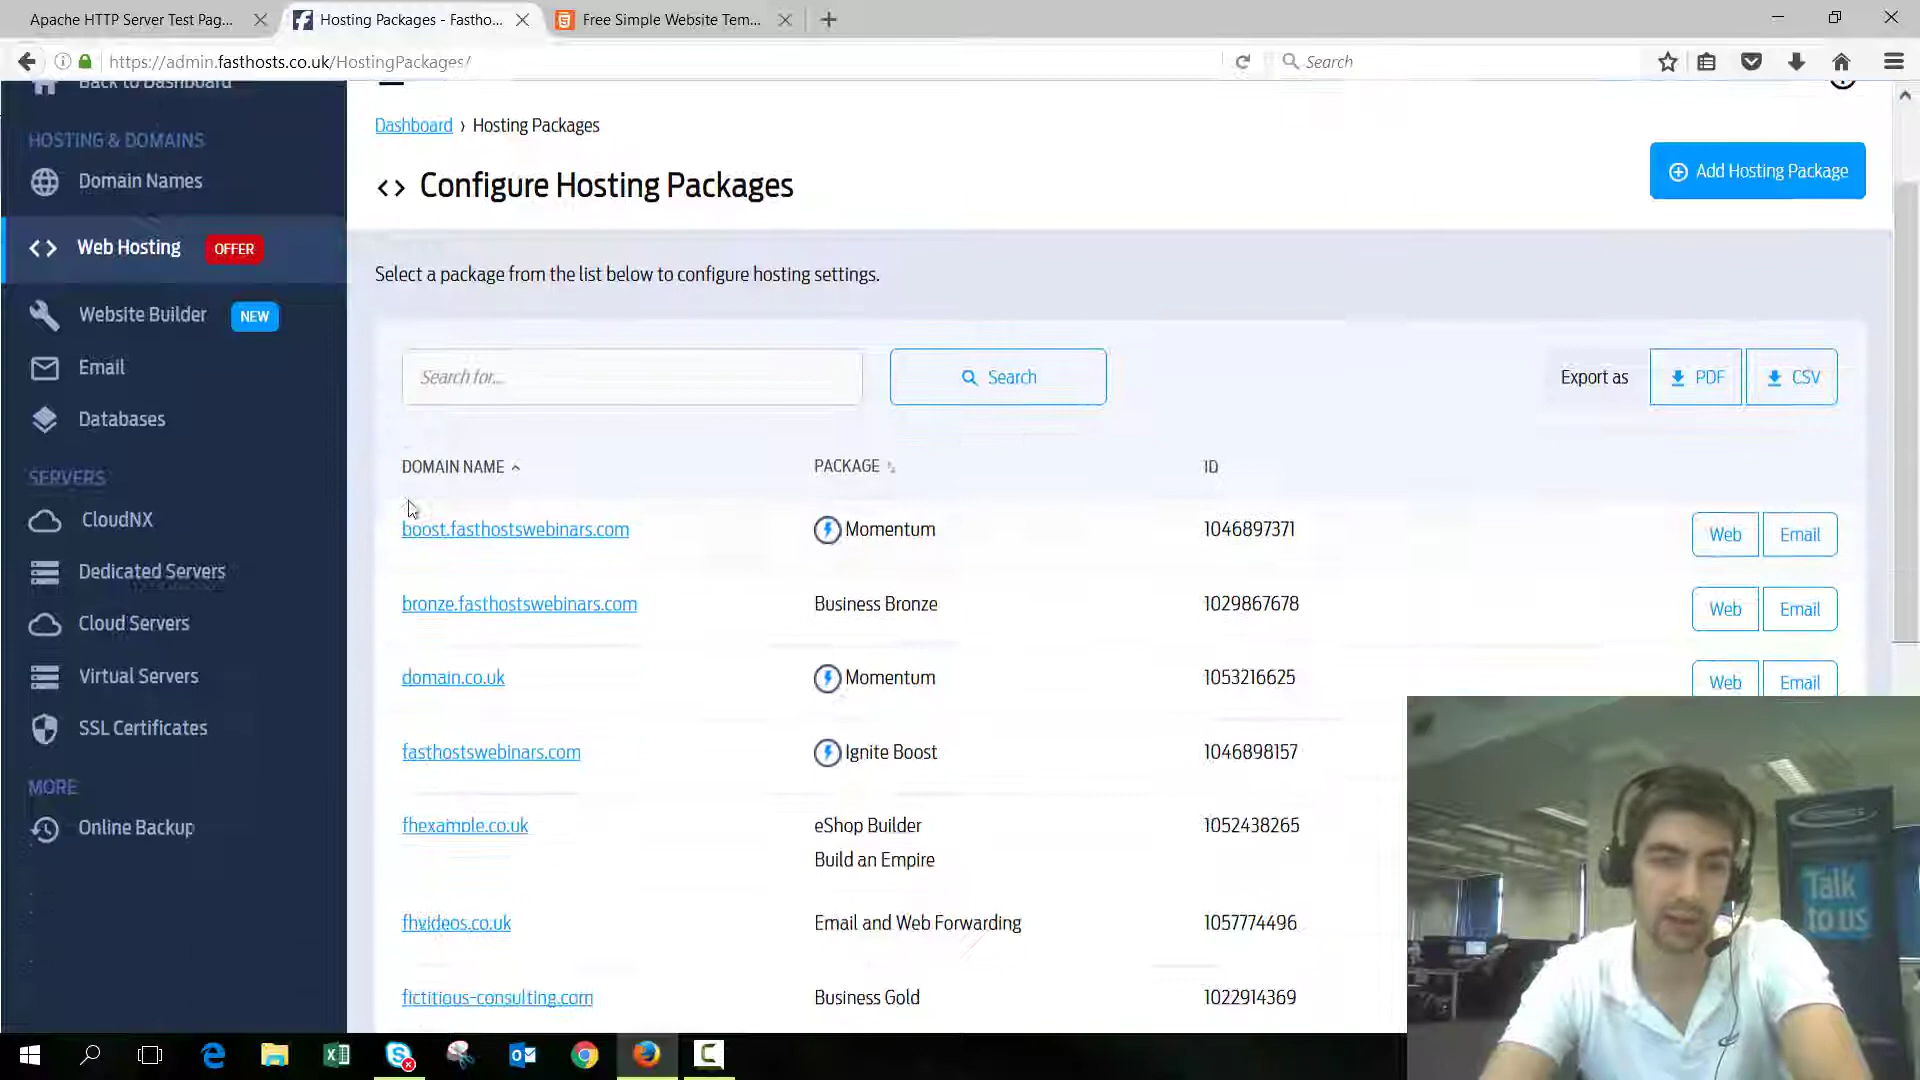 Apache HTTP Server Test Pag...
Hosting Packages - Fastho...
Free Simple Website Tem...
https://admin.fasthosts.co.uk/HostingPackages/
Search
Back to Dashboard
HOSTING & DOMAINS
Domain Names
Web Hosting OFFER
Website Builder NEW
Email
Databases
SERVERS
CloudNX
Dedicated Servers
Cloud Servers
Virtual Servers
SSL Certificates
MORE
Online Backup
Dashboard › Hosting Packages
Configure Hosting Packages
Add Hosting Package
Select a package from the list below to configure hosting settings.
Search for...
Search
Export as PDF CSV
DOMAIN NAME PACKAGE ID
boost.fasthostswebinars.com Momentum 1046897371 Web Email
bronze.fasthostswebinars.com Business Bronze 1029867678 Web Email
domain.co.uk Momentum 1053216625 Web Email
fasthostswebinars.com Ignite Boost 1046898157
fhexample.co.uk eShop Builder 1052438265
Build an Empire
fhvideos.co.uk Email and Web Forwarding 1057774496
fictitious-consulting.com Business Gold 1022914369
Talk
to us